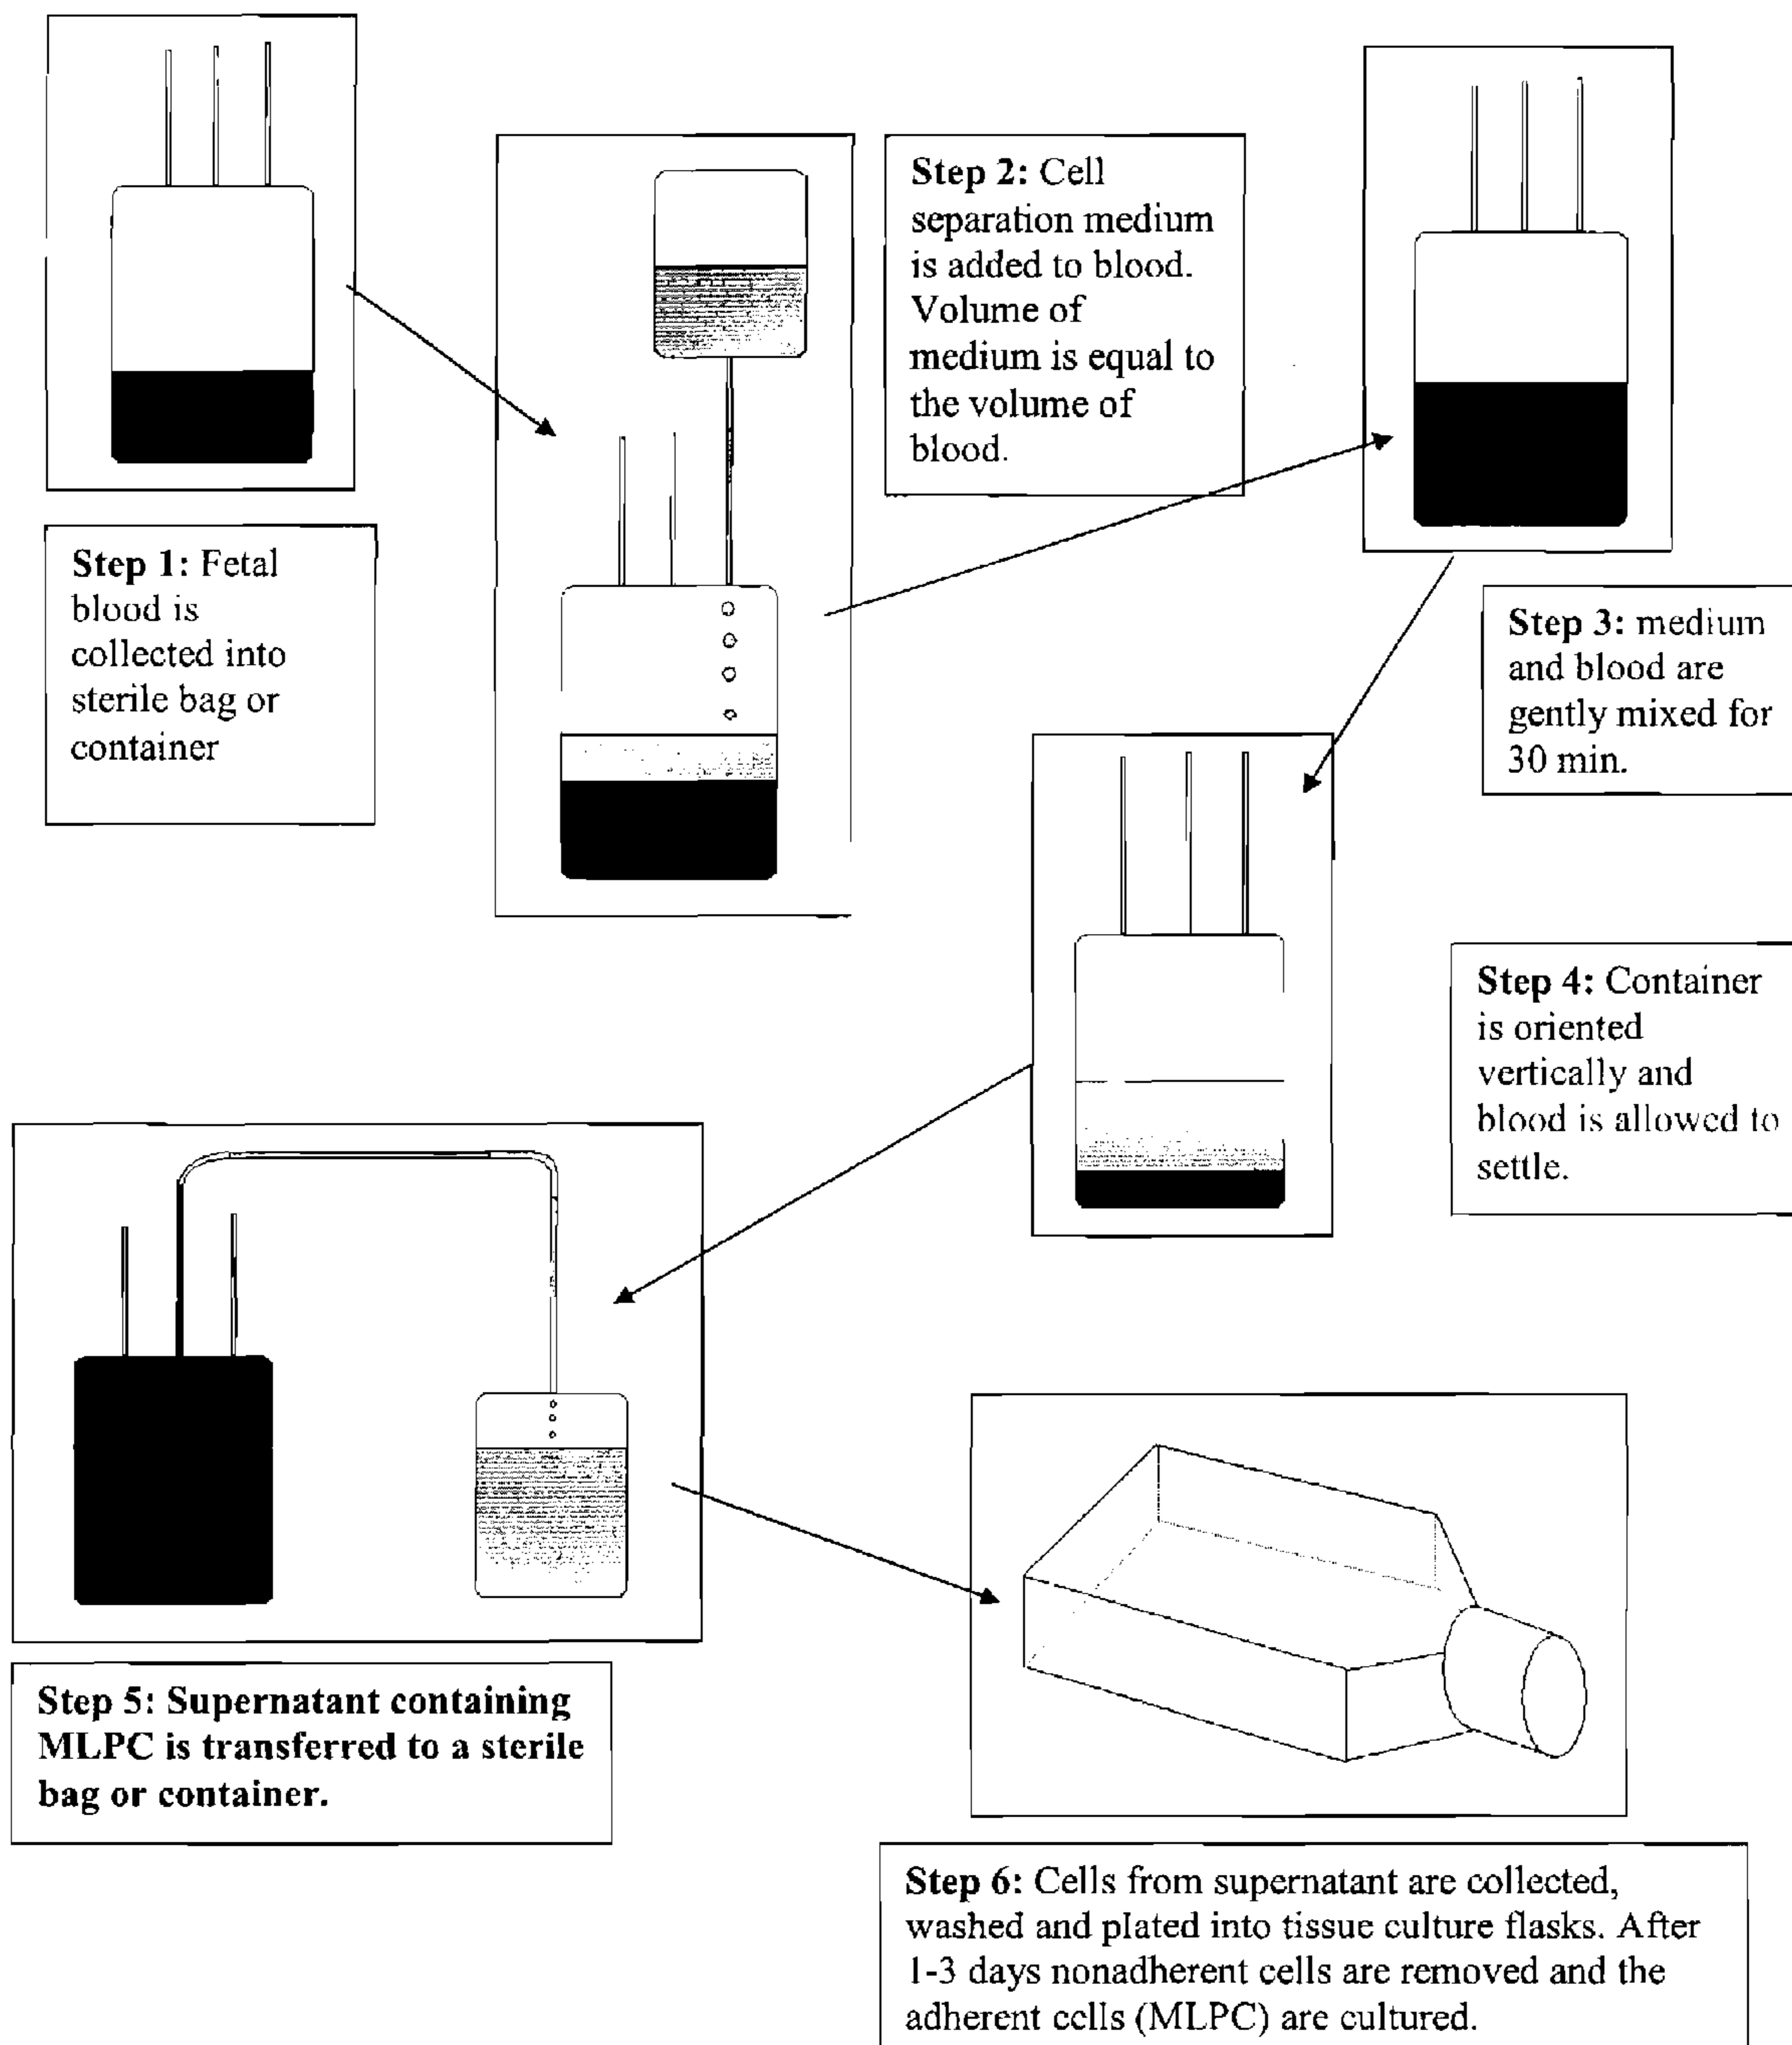 Step 1: Fetal
blood is
collected into
sterile bag or
container
Step 2: Cell
separation medium
is added to blood.
Volume of
medium is equal to
the volume of
blood.
Step 3: medium
and blood are
gently mixed for
30 min.
Step 4: Container
is oriented
vertically and
blood is allowed to
settle.
Step 5: Supernatant containing
MLPC is transferred to a sterile
bag or container.
Step 6: Cells from supernatant are collected,
washed and plated into tissue culture flasks. After
1-3 days nonadherent cells are removed and the
adherent cells (MLPC) are cultured.